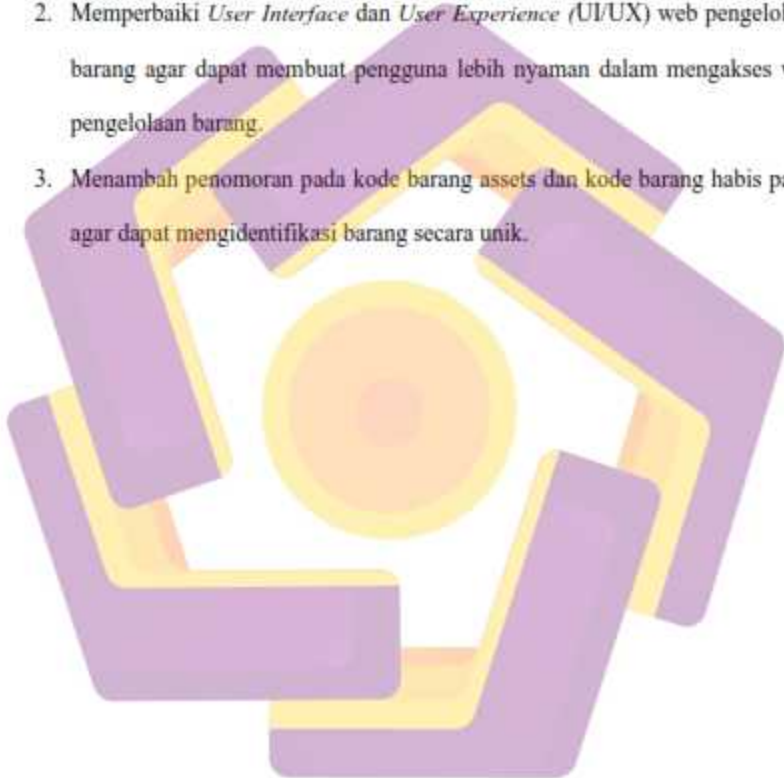 2. Memperbaiki User Interface dan User Experience (UI/UX) web
barang agar dapat membuat pengguna lebih nyaman dalam mengakses
pengelolaan barang.
3. Menambah penomoran pada kode barang assets dan kode barang habis
agar dapat mengidentifikasi barang secara unik.